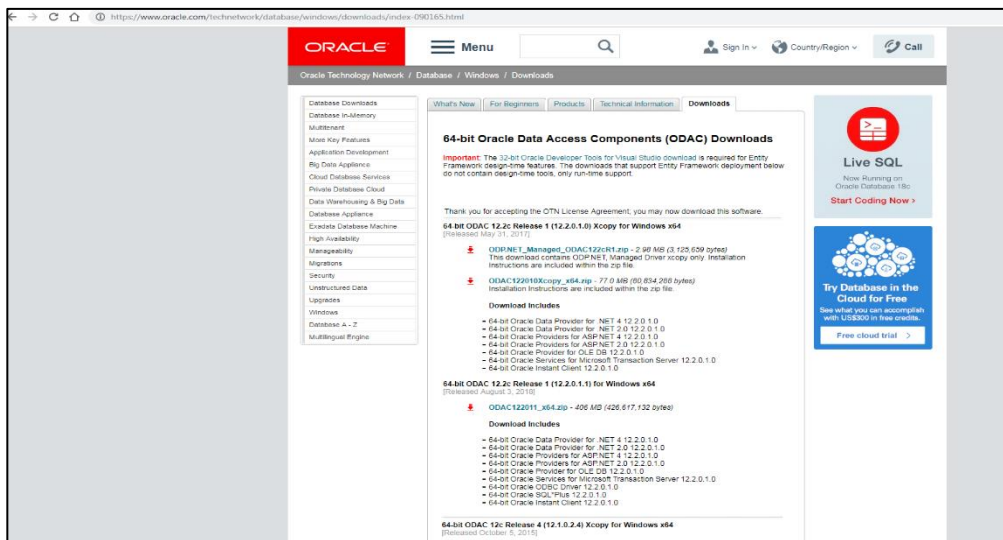 https://www.oracle.com/technetwork/database/windows/downloads/index-090165.html
ORACLE Menu Sign In Country/Region Call
Oracle Technology Network / Database / Windows / Downloads
Database Downloads
Database In-Memory
Multitenant
More Key Features
Application Development
Big Data Appliance
Cloud Database Services
Private Database Cloud
Data Warehousing & Big Data
Database Appliance
Exadata Database Machine
High Availability
Manageability
Migrations
Security
Unstructured Data
Upgrades
Windows
Database A - Z
Multilingual Engine
What's New For Beginners Products Technical Information Downloads
64-bit Oracle Data Access Components (ODAC) Downloads
Important: The 32-bit Oracle Developer Tools for Visual Studio download is required for Entity
Framework design-time features. The downloads that support Entity Framework deployment below
do not contain design-time tools, only run-time support.
Thank you for accepting the OTN License Agreement; you may now download this software.
64-bit ODAC 12.2c Release 1 (12.2.0.1.0) Xcopy for Windows x64
[Released May 31, 2017]
ODP.NET_Managed_ODAC122cR1.zip - 2.98 MB (3,125,659 bytes)
This download contains ODP.NET, Managed Driver xcopy only. Installation
Instructions are included within the zip file.
ODAC122010Xcopy_x64.zip - 77.0 MB (80,834,266 bytes)
Installation Instructions are included within the zip file.
Download Includes
- 64-bit Oracle Data Provider for .NET 4 12.2.0.1.0
- 64-bit Oracle Data Provider for .NET 2.0 12.2.0.1.0
- 64-bit Oracle Providers for ASP.NET 4 12.2.0.1.0
- 64-bit Oracle Providers for ASP.NET 2.0 12.2.0.1.0
- 64-bit Oracle Provider for OLE DB 12.2.0.1.0
- 64-bit Oracle Services for Microsoft Transaction Server 12.2.0.1.0
- 64-bit Oracle Instant Client 12.2.0.1.0
64-bit ODAC 12.2c Release 1 (12.2.0.1.1) for Windows x64
[Released August 3, 2018]
ODAC122011_x64.zip - 406 MB (426,617,132 bytes)
Download Includes
- 64-bit Oracle Data Provider for .NET 4 12.2.0.1.0
- 64-bit Oracle Data Provider for .NET 2.0 12.2.0.1.0
- 64-bit Oracle Providers for ASP.NET 4 12.2.0.1.0
- 64-bit Oracle Providers for ASP.NET 2.0 12.2.0.1.0
- 64-bit Oracle Provider for OLE DB 12.2.0.1.0
- 64-bit Oracle Services for Microsoft Transaction Server 12.2.0.1.0
- 64-bit Oracle ODBC Driver 12.2.0.1.0
- 64-bit Oracle SQL*Plus 12.2.0.1.0
- 64-bit Oracle Instant Client 12.2.0.1.0
64-bit ODAC 12c Release 4 (12.1.0.2.4) Xcopy for Windows x64
[Released October 5, 2015]
Live SQL
Now Running on
Oracle Database 18c
Start Coding Now >
Try Database in the
Cloud for Free
See what you can accomplish
with US$300 in free credits.
Free cloud trial >